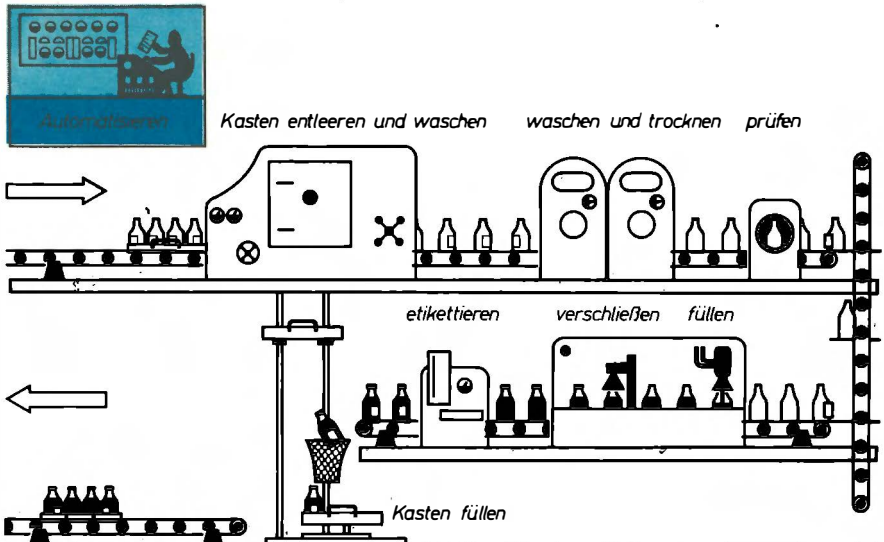 Automatisieren
Kasten entleeren und waschen
waschen und trocknen
prüfen
etikettieren
verschließen
füllen
Kasten füllen